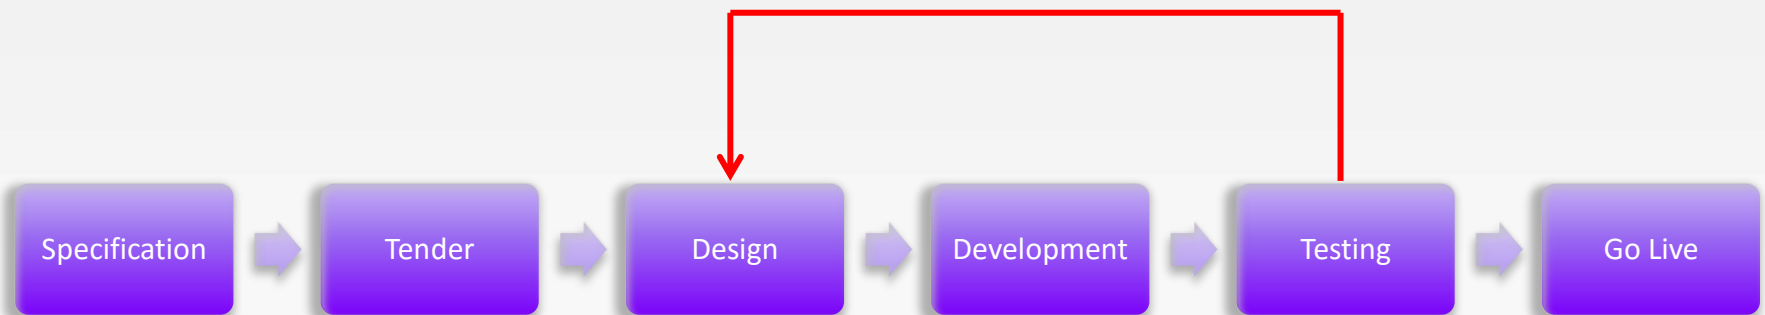 Specification
Tender
Design
Development
Testing
Go Live